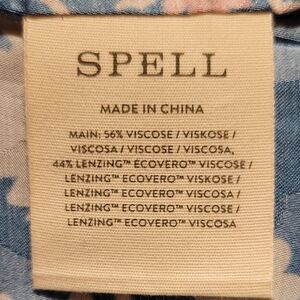 SPELL
MADE IN CHINA
MAIN: 56% VISCOSE / VISKOSE /
VISCOSA / VISCOSE / VISCOSA,
44% LENZING™ ECOVERO™ VISCOSE /
LENZING™ ECOVERO™ VISKOSE /
LENZING™ ECOVERO™ VISCOSA /
LENZING™ ECOVERO™ VISCOSE /
LENZING™ ECOVERO™ VISCOSA